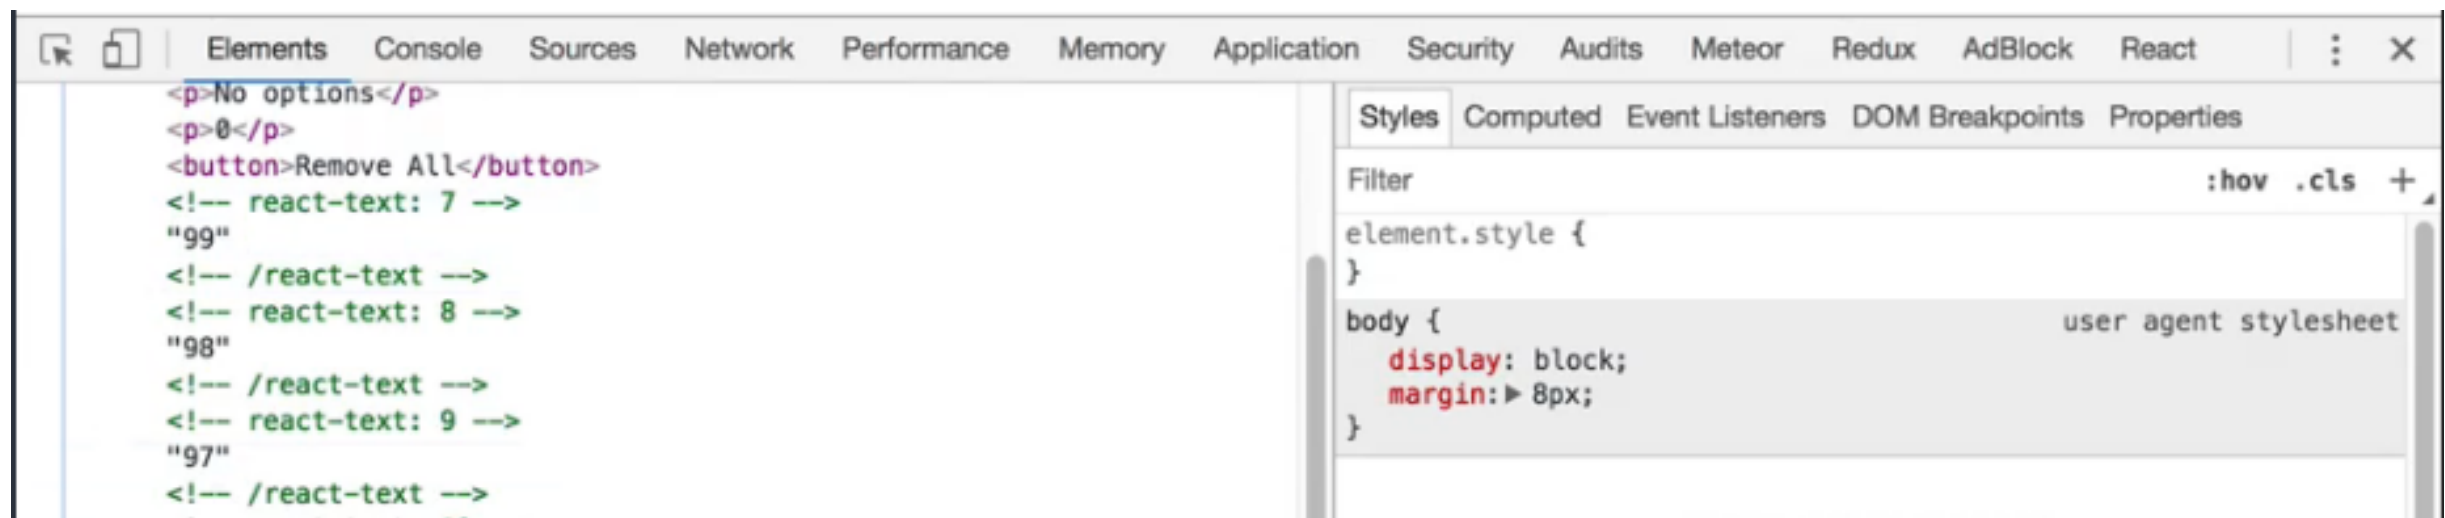 Elements Console Sources Network Performance Memory Application Security Audits Meteor Redux AdBlock React
<p>No options</p>
<p>0</p>
<button>Remove All</button>
<!-- react-text: 7 -->
"99"
<!-- /react-text -->
<!-- react-text: 8 -->
"98"
<!-- /react-text -->
<!-- react-text: 9 -->
"97"
<!-- /react-text -->
Styles Computed Event Listeners DOM Breakpoints Properties
Filter :hov .cls +
element.style {
}
body { user agent stylesheet
display: block;
margin: 8px;
}